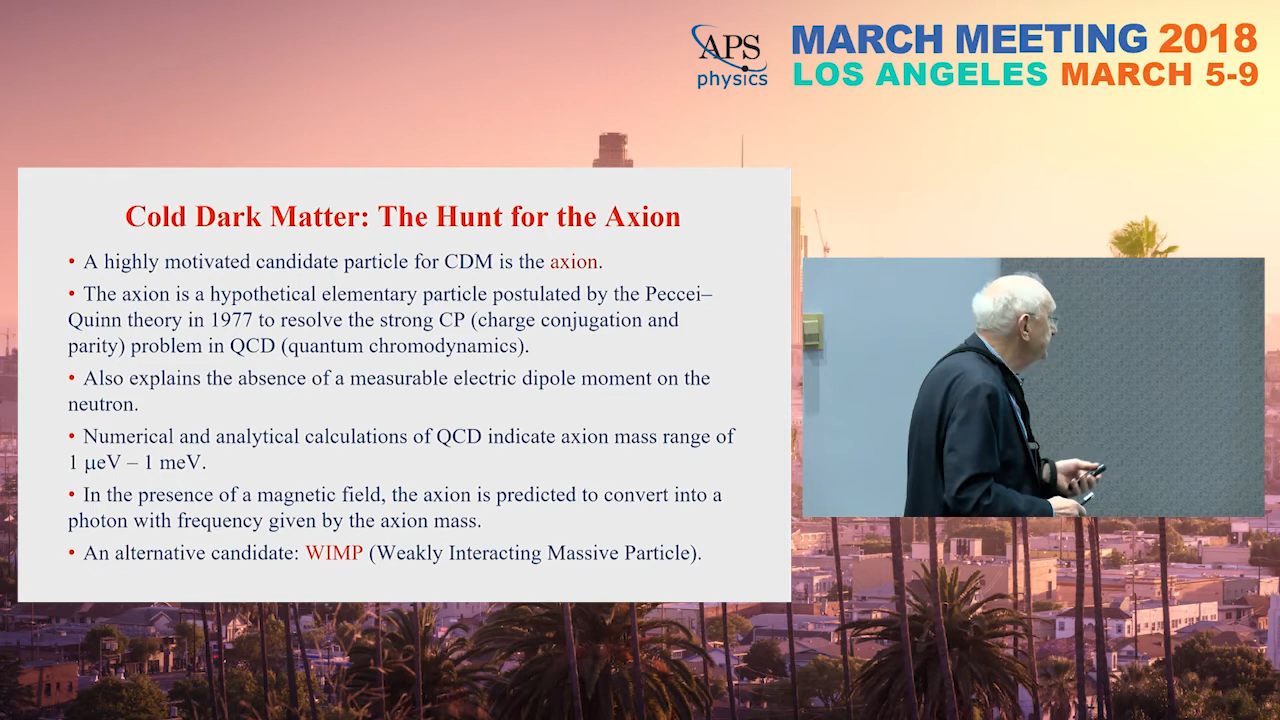 APS
physics
MARCH MEETING 2018
LOS ANGELES MARCH 5-9
Cold Dark Matter: The Hunt for the Axion
• A highly motivated candidate particle for CDM is the axion.
• The axion is a hypothetical elementary particle postulated by the Peccei–
Quinn theory in 1977 to resolve the strong CP (charge conjugation and
parity) problem in QCD (quantum chromodynamics).
• Also explains the absence of a measurable electric dipole moment on the
neutron.
• Numerical and analytical calculations of QCD indicate axion mass range of
1 μeV – 1 meV.
• In the presence of a magnetic field, the axion is predicted to convert into a
photon with frequency given by the axion mass.
• An alternative candidate: WIMP (Weakly Interacting Massive Particle).